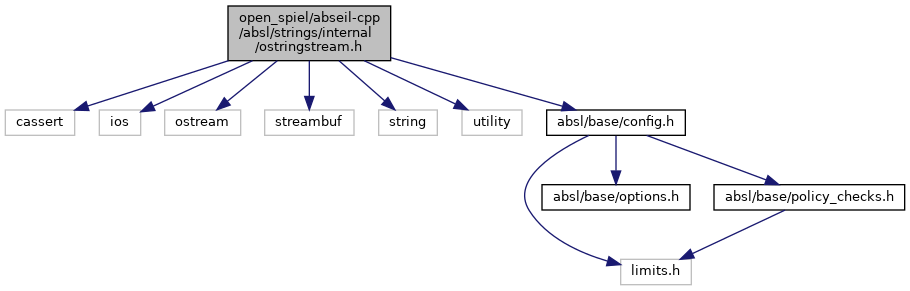 open_spiel/abseil-cpp
/absl/strings/internal
/ostringstream.h
cassert
ios
ostream
streambuf
string
utility
absl/base/config.h
absl/base/options.h
absl/base/policy_checks.h
limits.h